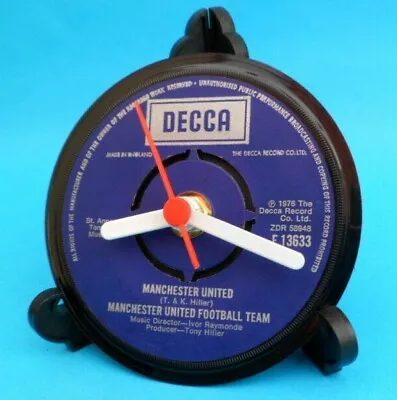 ALL RIGHTS OF THE MANUFACTURER AND OF THE OWNER OF THE RECORDED WORK RESERVED • UNAUTHORISED PUBLIC PERFORMANCE BROADCASTING AND COPYING OF THIS RECORD PROHIBITED
DECCA
MADE IN ENGLAND THE DECCA RECORD CO. LTD.
St. Ann
℗ 1976 The
Decca Record
Co. Ltd.
ZDR 58948
F 13633
MANCHESTER UNITED
(T. & K. Hiller)
MANCHESTER UNITED FOOTBALL TEAM
Music Director—Ivor Raymonde
Producer—Tony Hiller